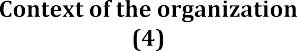 Context of the organization
(4)